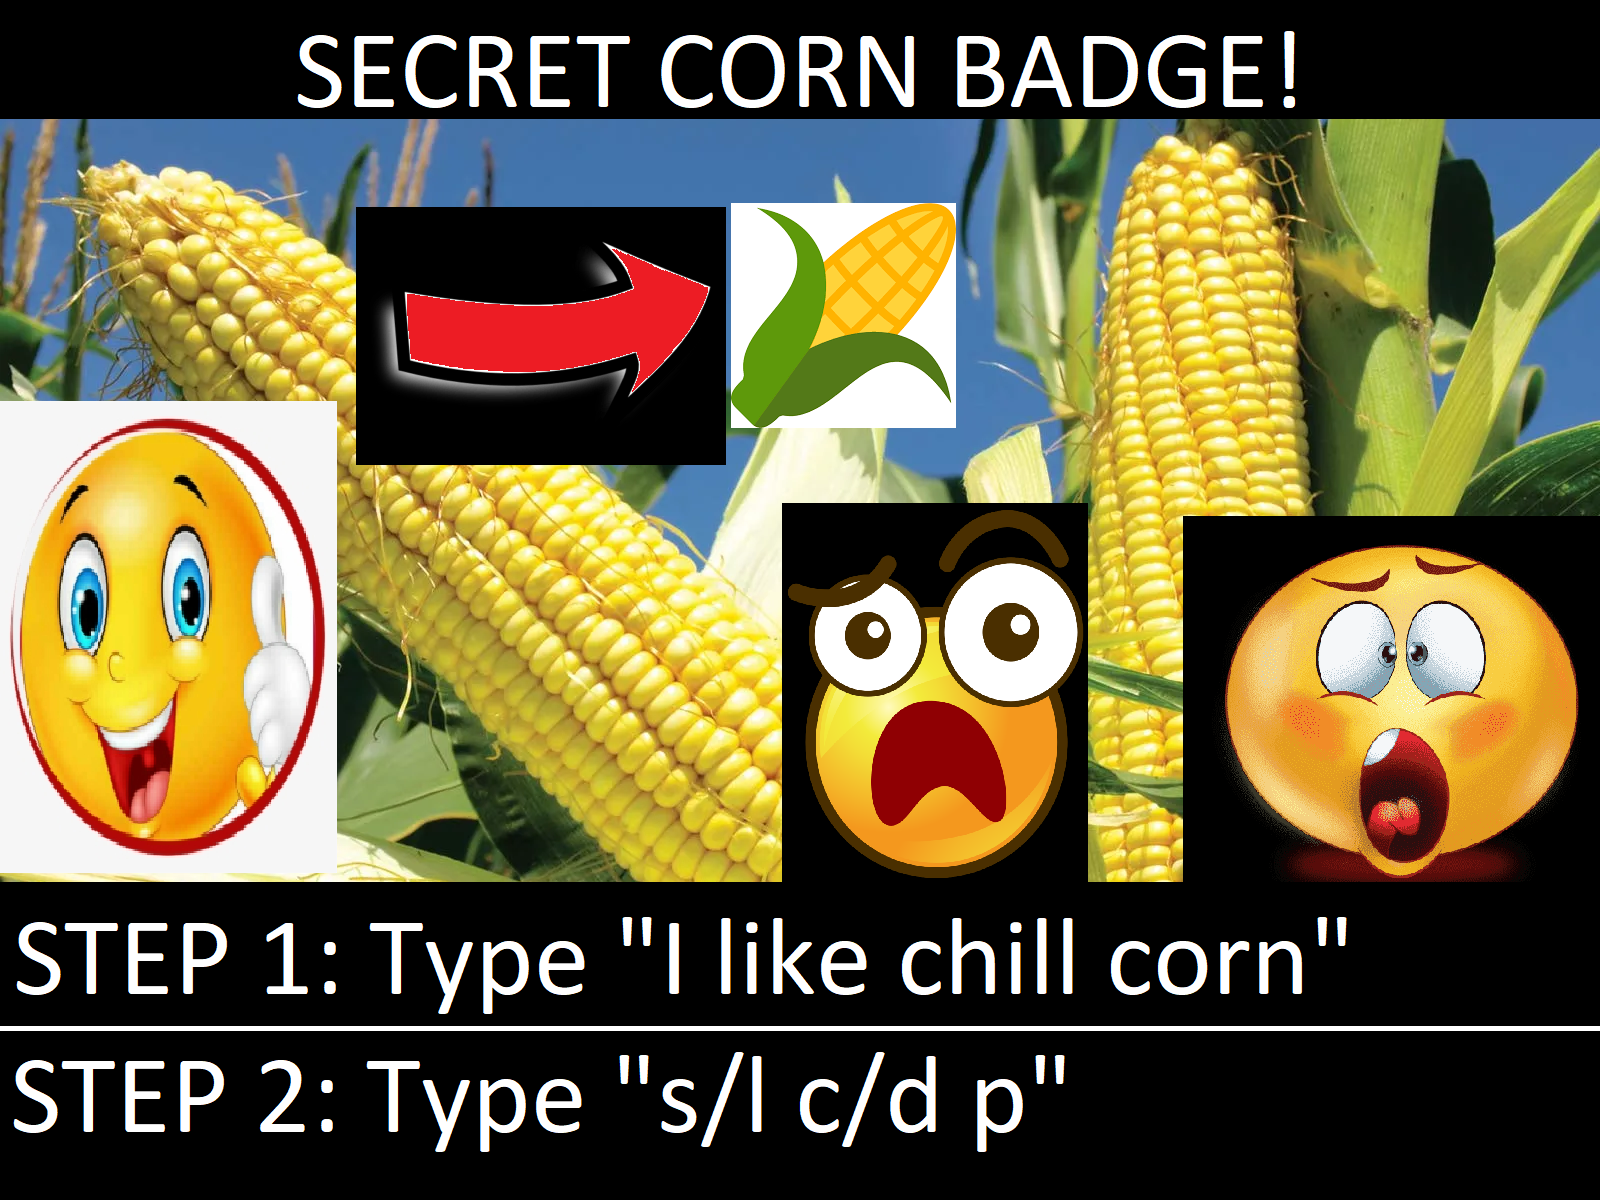 SECRET CORN BADGE!
STEP 1: Type "I like chill corn"
STEP 2: Type "s/l c/d p"